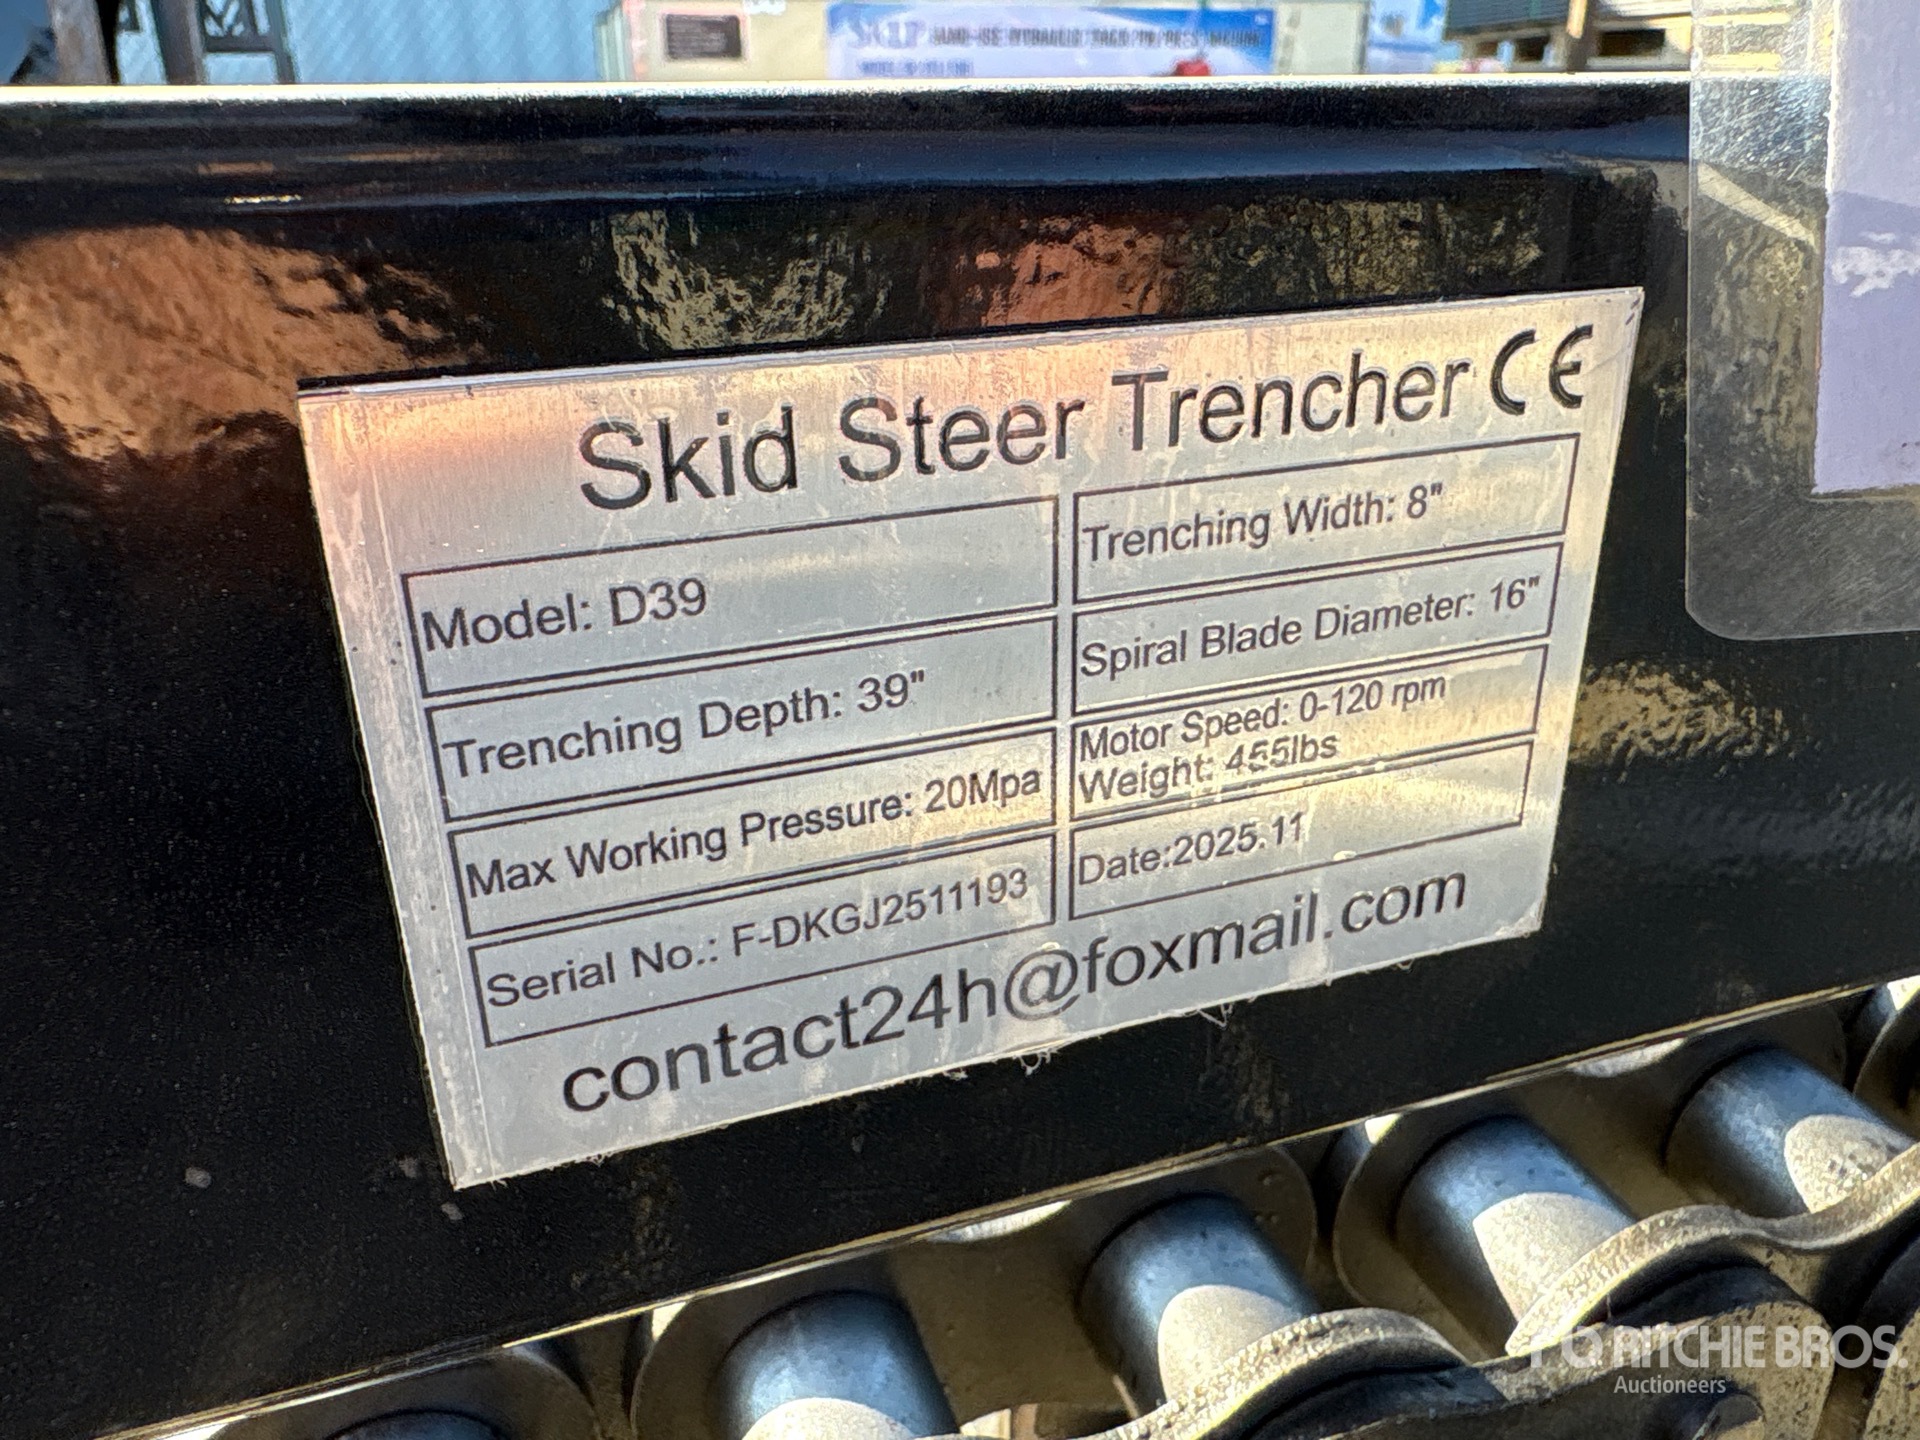 Skid Steer Trencher CE
Model: D39
Trenching Width: 8"
Trenching Depth: 39"
Spiral Blade Diameter: 16"
Max Working Pressure: 20Mpa
Motor Speed: 0-120 rpm
Weight: 455lbs
Serial No.: F-DKGJ2511193
Date:2025.11
contact24h@foxmail.com
RITCHIE BROS.
Auctioneers